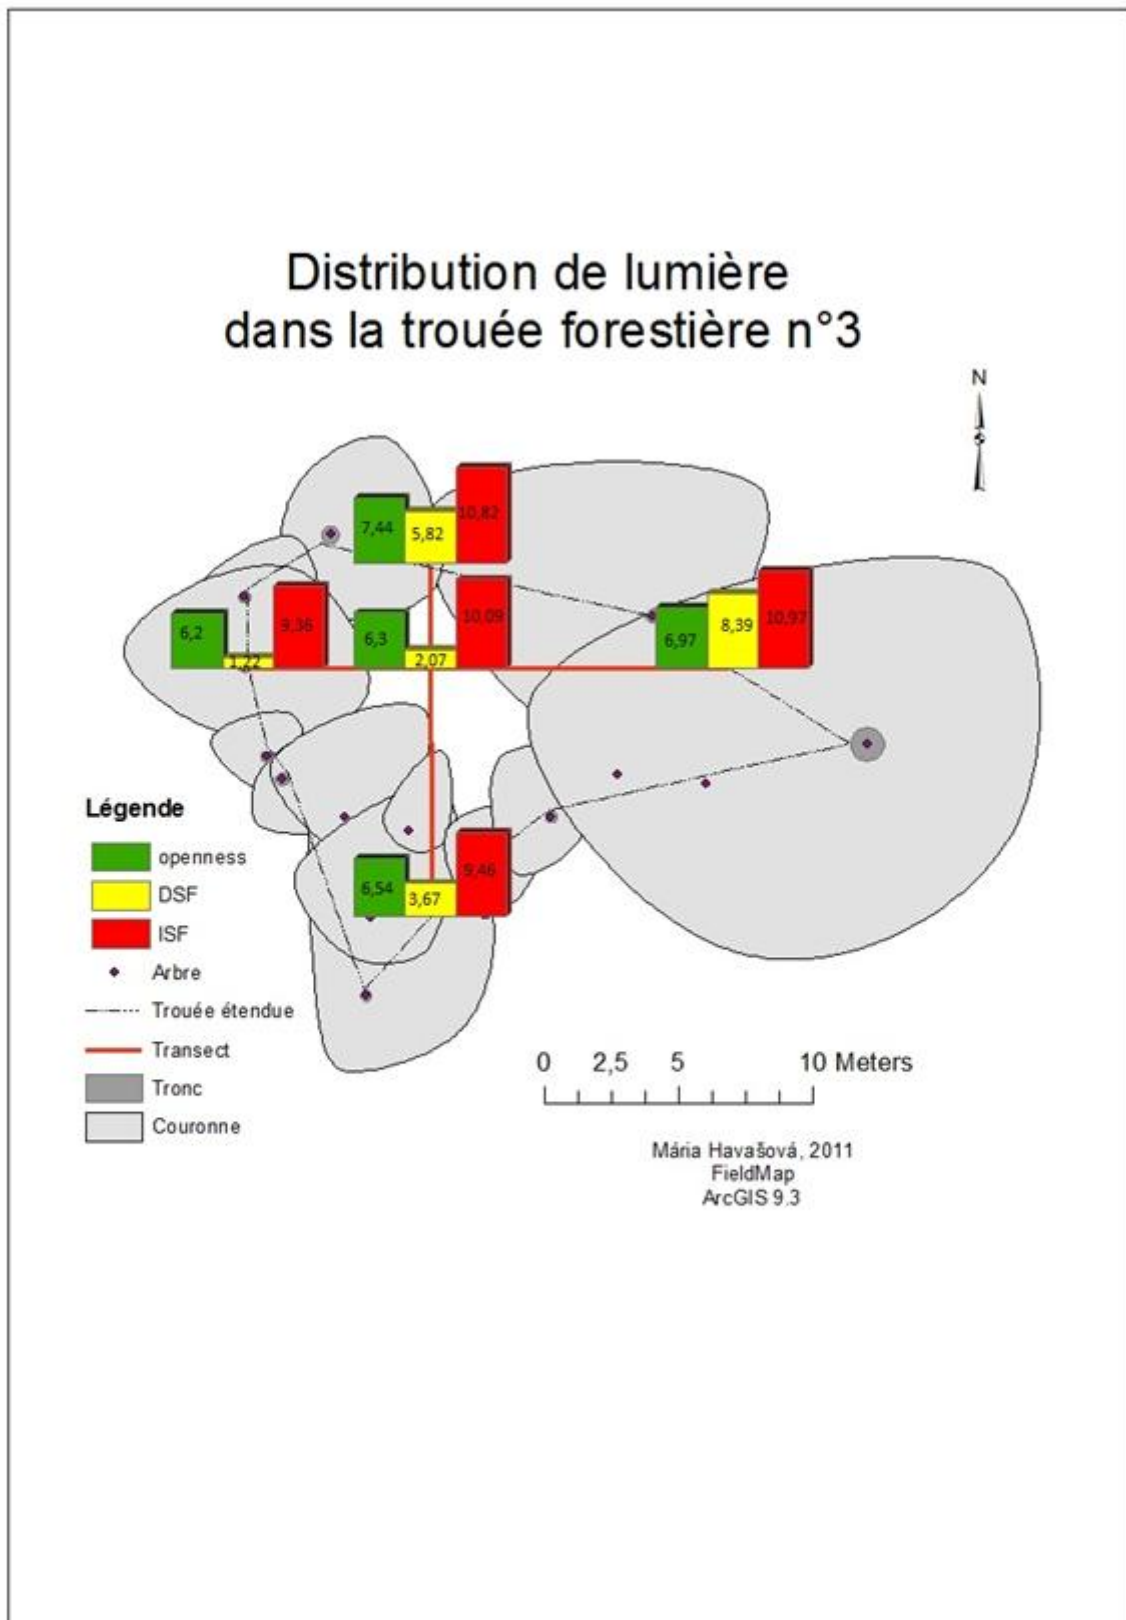 Distribution de lumière
dans la trouée forestière n°3
N
7,44
5,82
10,82
6,2
1,22
9,36
6,3
2,07
10,09
6,97
8,39
10,97
6,54
3,67
9,46
Légende
openness
DSF
ISF
Arbre
Trouée étendue
Transect
Tronc
Couronne
0 2,5 5 10 Meters
Mária Havašová, 2011
FieldMap
ArcGIS 9.3